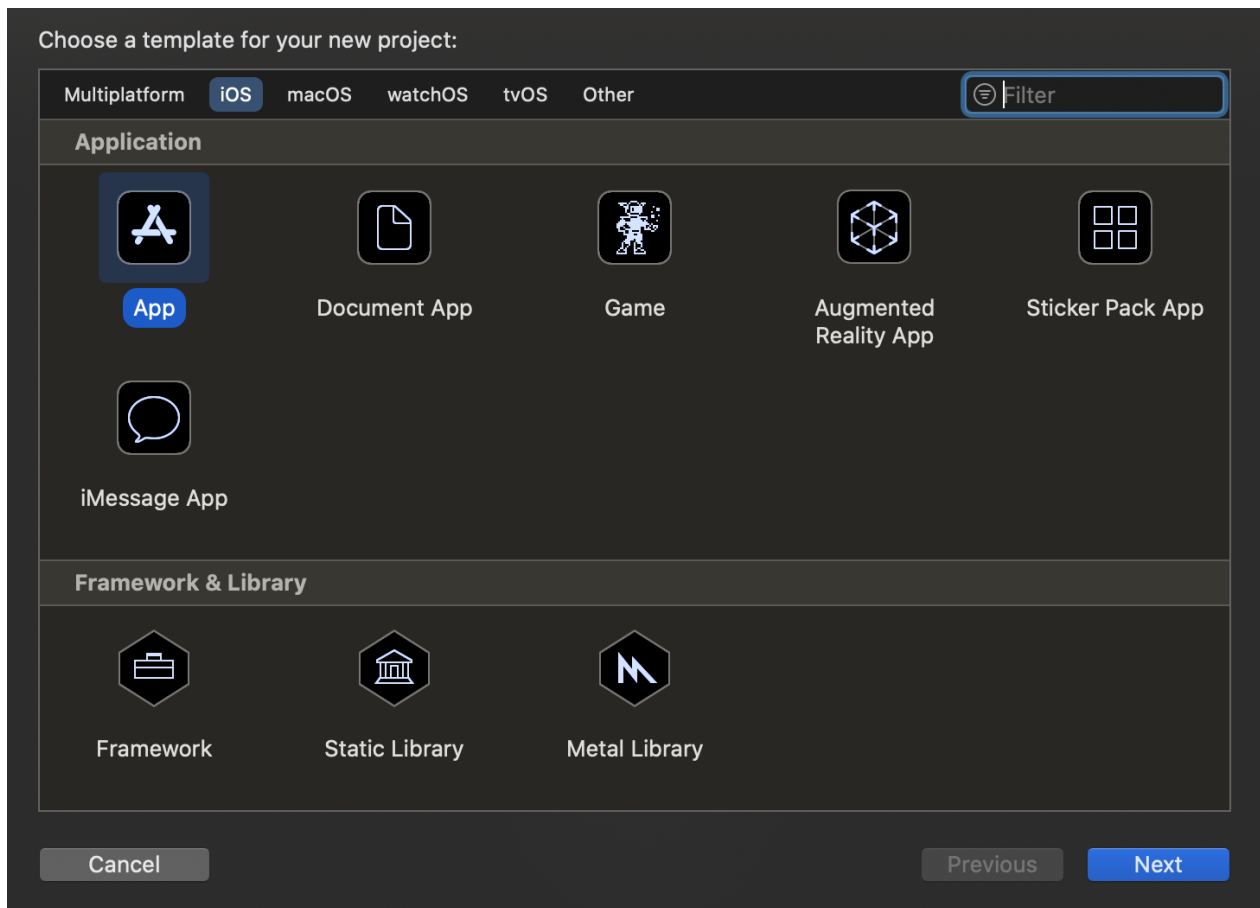 Choose a template for your new project:
Multiplatform iOS macOS watchOS tvOS Other Filter
Application
App Document App Game Augmented Reality App Sticker Pack App
iMessage App
Framework & Library
Framework Static Library Metal Library
Cancel Previous Next